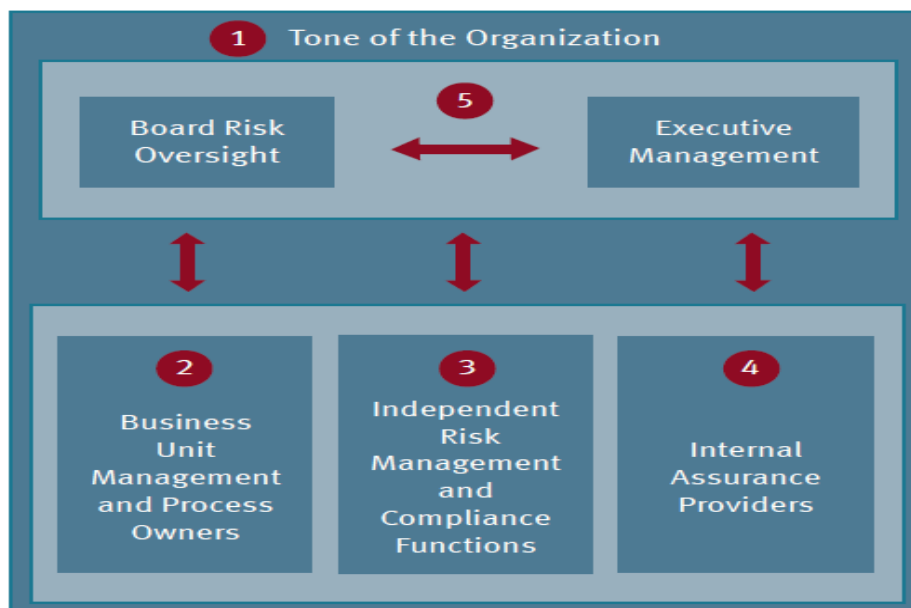 1 Tone of the Organization
5
Board Risk
Oversight
Executive
Management
2
Business
Unit
Management
and Process
Owners
3
Independent
Risk
Management
and
Compliance
Functions
4
Internal
Assurance
Providers